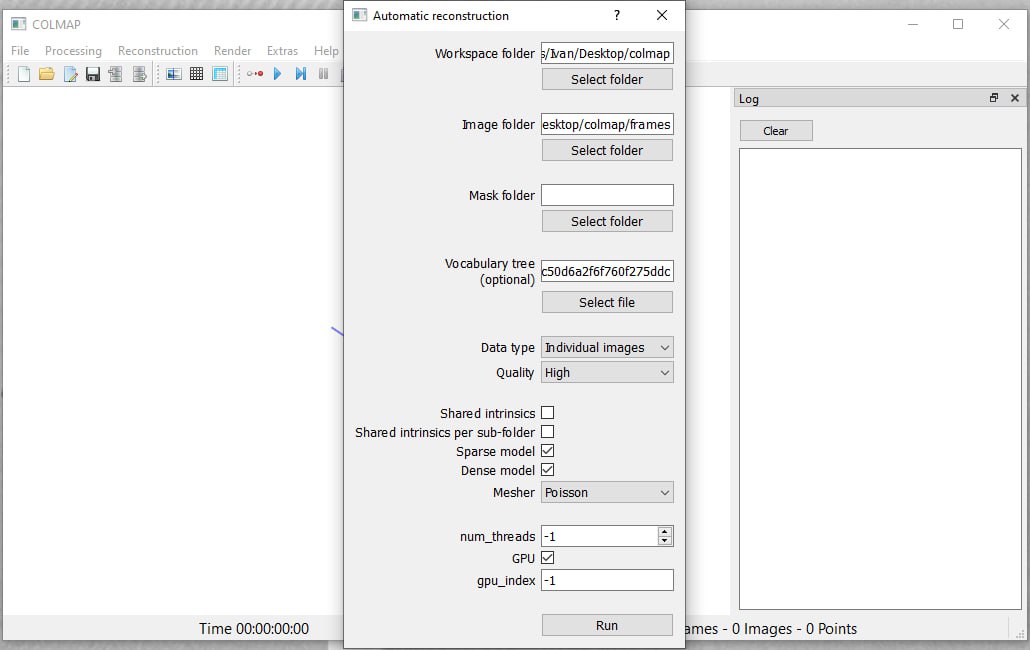 COLMAP
File Processing Reconstruction Render Extras Help
Automatic reconstruction
?
Workspace folder s/Ivan/Desktop/colmap
Select folder
Image folder esktop/colmap/frames
Select folder
Mask folder
Select folder
Vocabulary tree
(optional) c50d6a2f6f760f275ddc
Select file
Data type Individual images
Quality High
Shared intrinsics
Shared intrinsics per sub-folder
Sparse model
Dense model
Mesher Poisson
num_threads -1
GPU
gpu_index -1
Run
Log
Clear
Time 00:00:00:00
ames - 0 Images - 0 Points